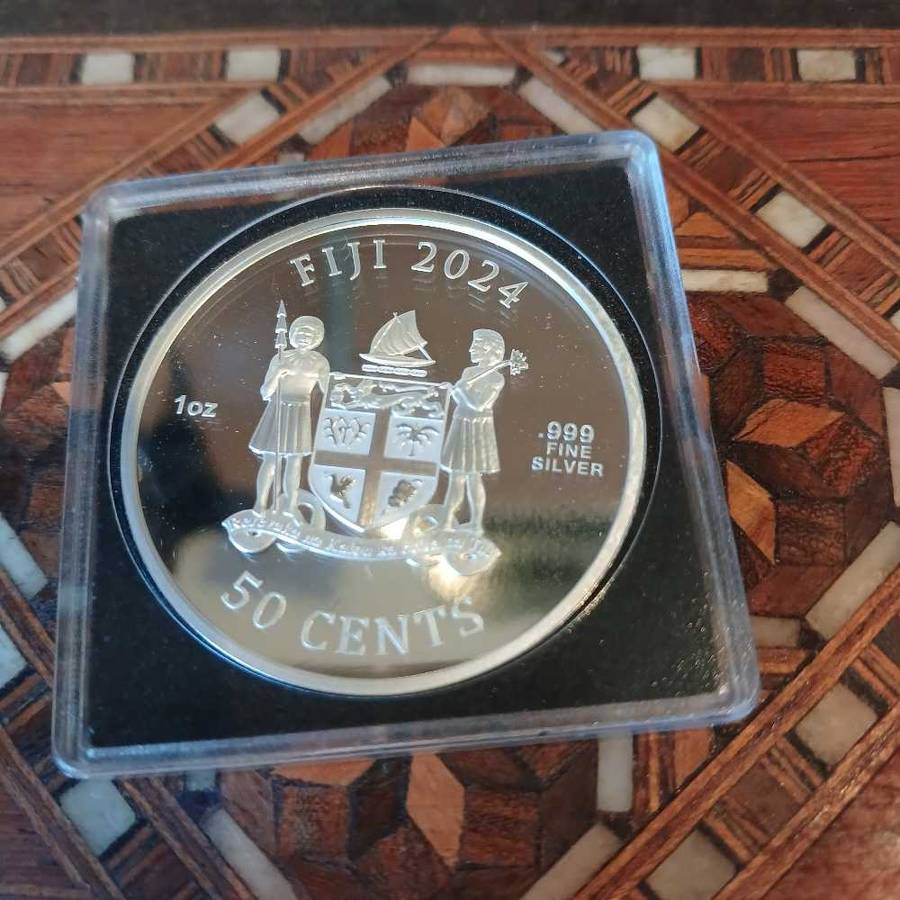 FIJI 2024
1oz
.999
FINE
SILVER
50 CENTS